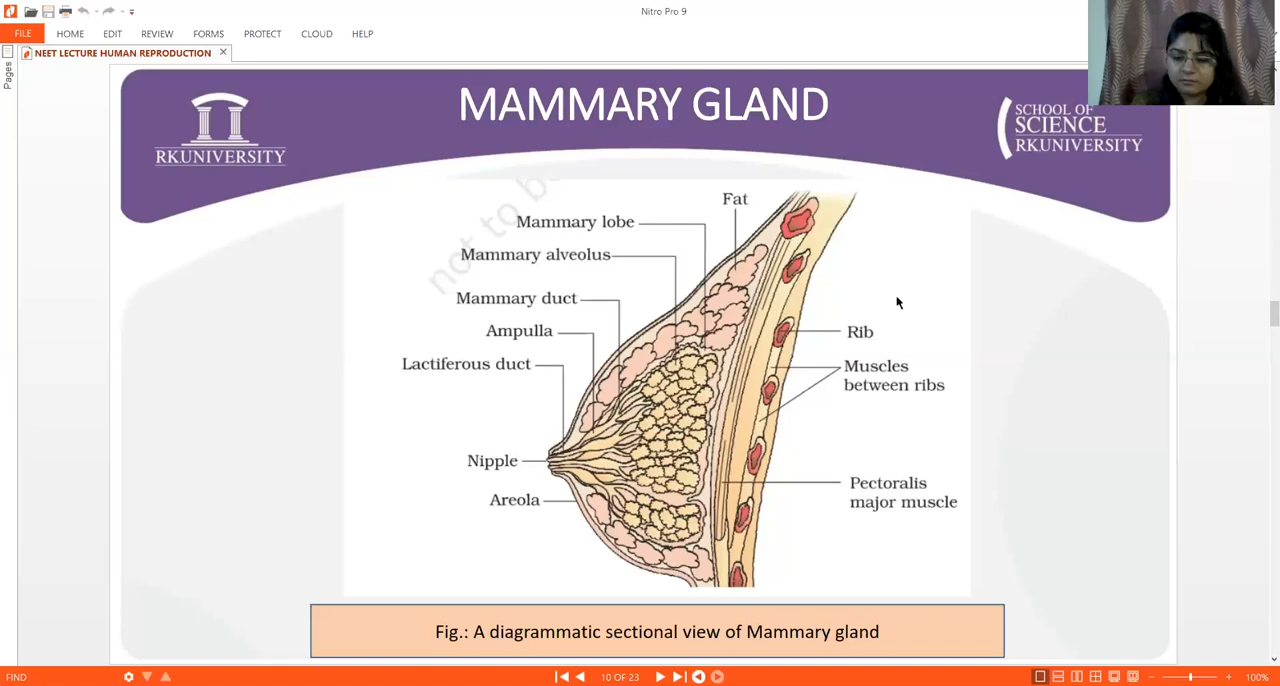 Nitro Pro 9
FILE HOME EDIT REVIEW FORMS PROTECT CLOUD HELP
NEET LECTURE HUMAN REPRODUCTION ×
Pages
RKUNIVERSITY
MAMMARY GLAND
SCHOOL OF
SCIENCE
RKUNIVERSITY
not to b
Fat
Mammary lobe
Mammary alveolus
Mammary duct
Ampulla
Lactiferous duct
Nipple
Areola
Rib
Muscles
between ribs
Pectoralis
major muscle
Fig.: A diagrammatic sectional view of Mammary gland
FIND
10 OF 23
100%